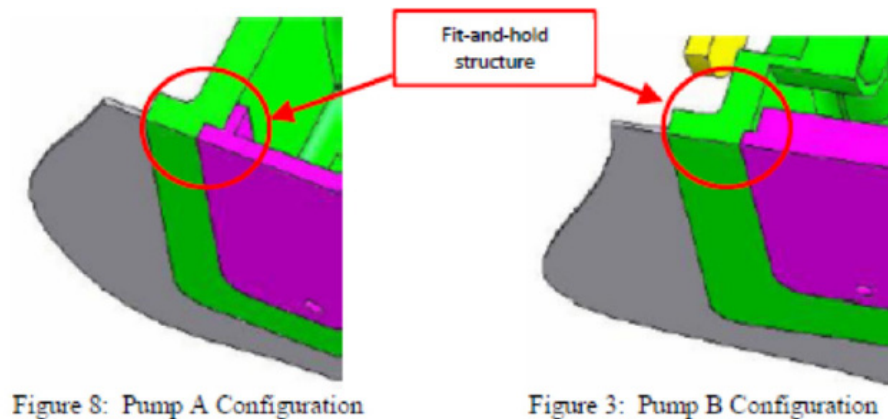 Fit-and-hold
structure
Figure 8:  Pump A Configuration
Figure 3:  Pump B Configuration